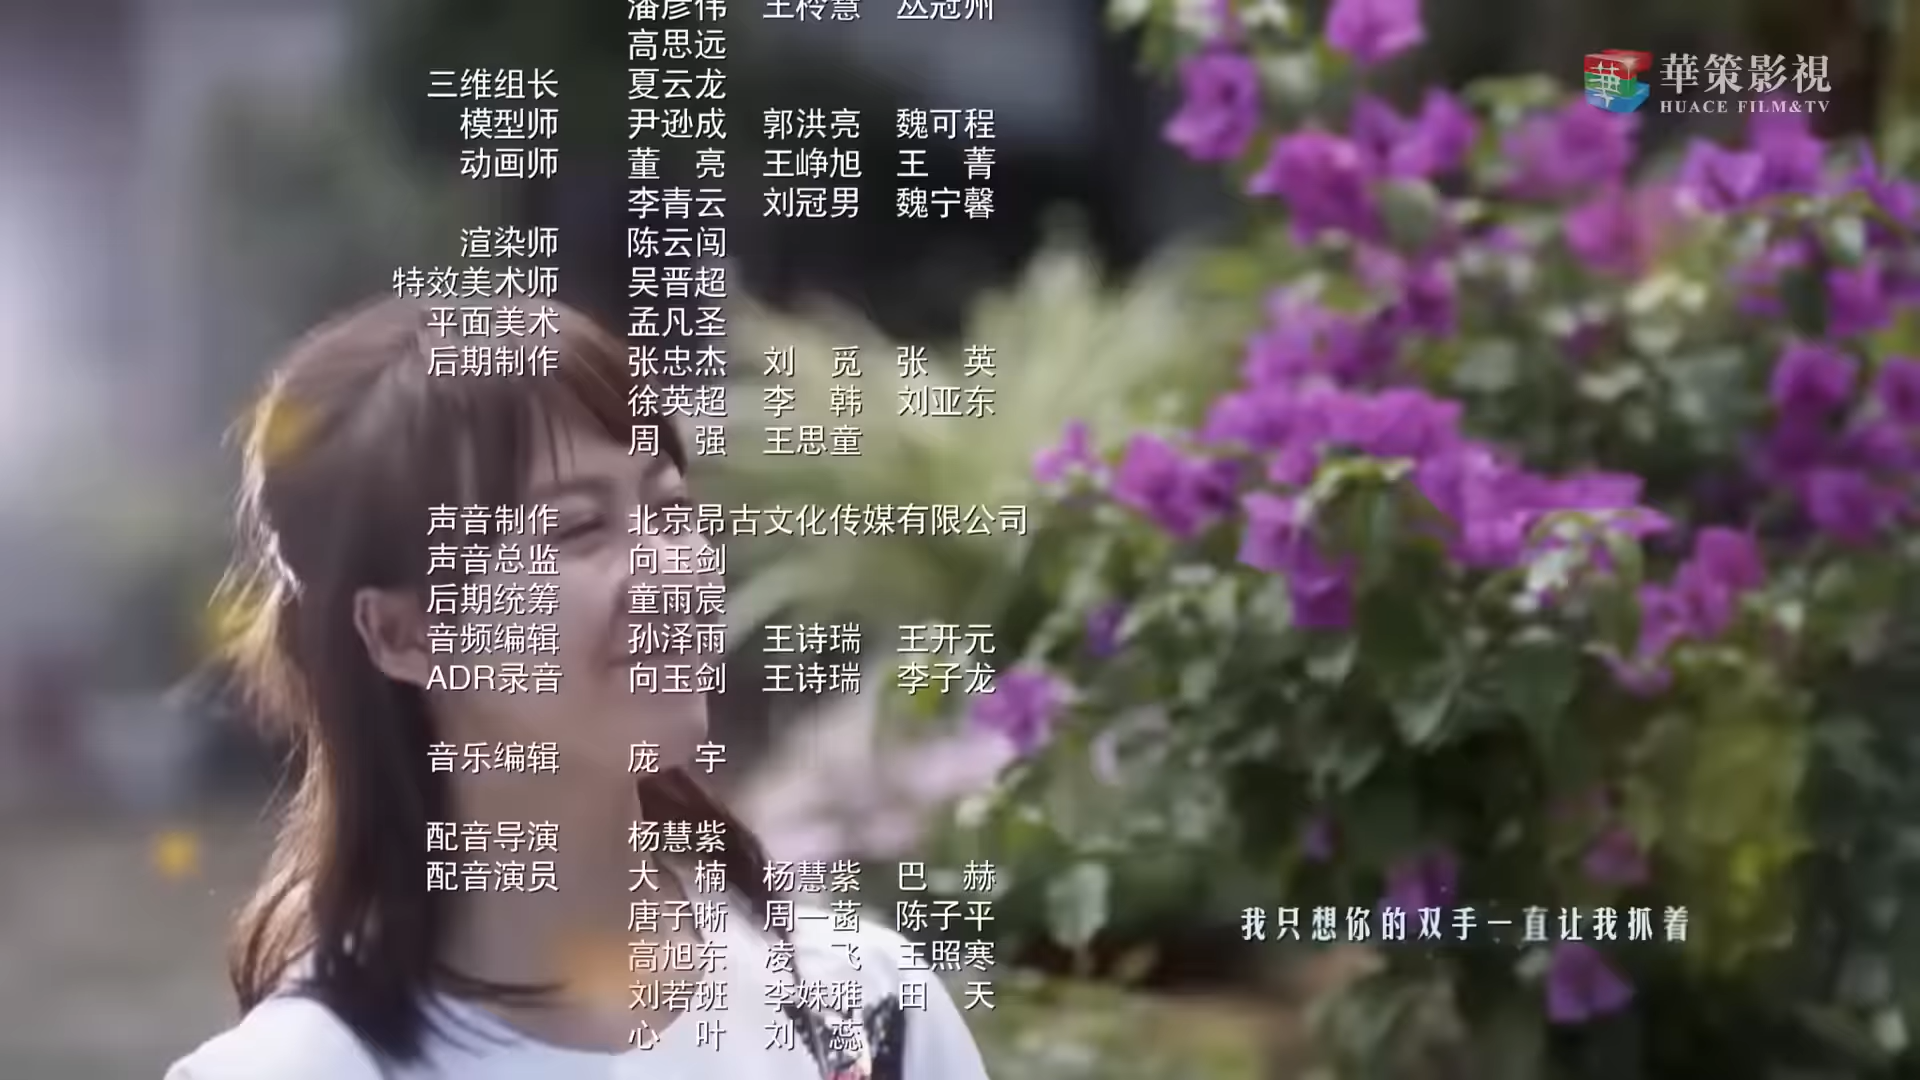 潘彦伟 王柃慧 丛冠州
高思远
三维组长 夏云龙
模型师 尹逊成 郭洪亮 魏可程
动画师 董亮 王峥旭 王菁
李青云 刘冠男 魏宁馨
渲染师 陈云闯
特效美术师 吴晋超
平面美术 孟凡圣
后期制作 张忠杰 刘觅 张英
徐英超 李韩 刘亚东
周强 王思童
声音制作 北京昂古文化传媒有限公司
声音总监 向玉剑
后期统筹 童雨宸
音频编辑 孙泽雨 王诗瑞 王开元
ADR录音 向玉剑 王诗瑞 李子龙
音乐编辑 庞宇
配音导演 杨慧紫
配音演员 大楠 杨慧紫 巴赫
唐子晰 周一菡 陈子平
高旭东 凌飞 王照寒
刘若班 李姝雅 田天
心叶 刘蕊
華策影視
HUACE FILM&TV
我只想你的双手一直让我抓着